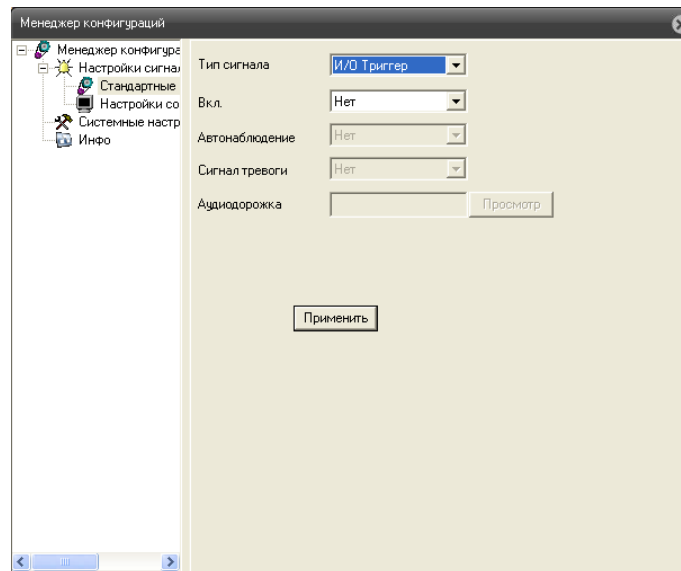 Менеджер конфигураций
Менеджер конфигура
Настройки сигнал
Стандартные
Настройки со
Системные настр
Инфо
Тип сигнала
И/О Триггер
Вкл.
Нет
Автонаблюдение
Нет
Сигнал тревоги
Нет
Аудиодорожка
Просмотр
Применить